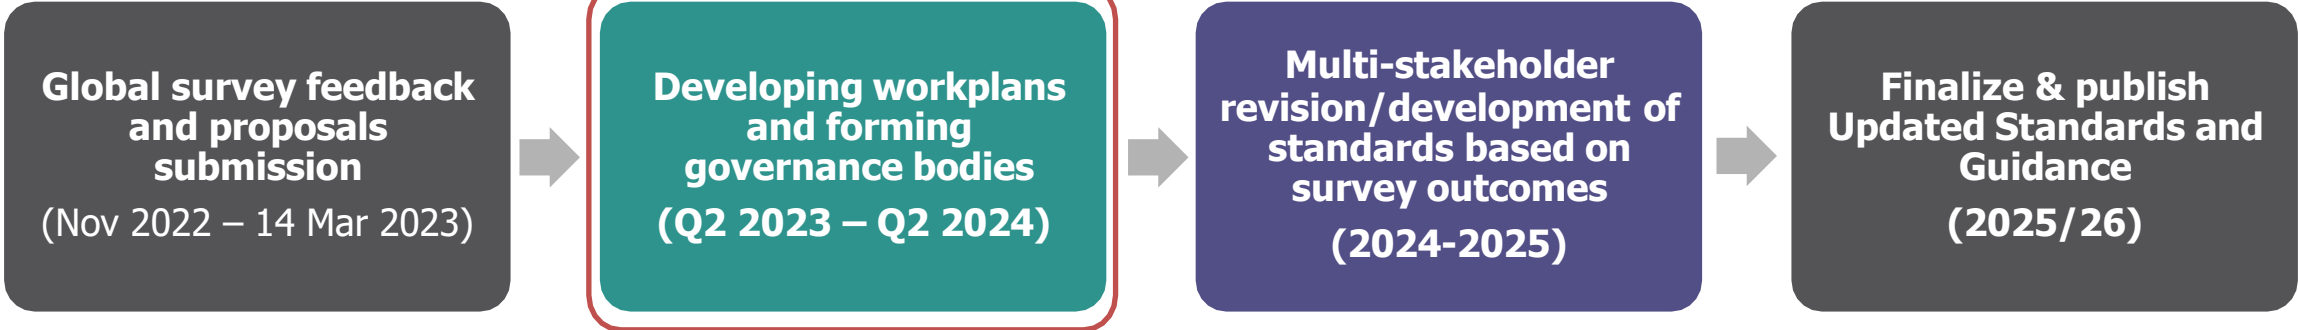 Global survey feedback
and proposals
submission
(Nov 2022 – 14 Mar 2023)
Developing workplans
and forming
governance bodies
(Q2 2023 – Q2 2024)
Multi-stakeholder
revision/development of
standards based on
survey outcomes
(2024-2025)
Finalize & publish
Updated Standards and
Guidance
(2025/26)